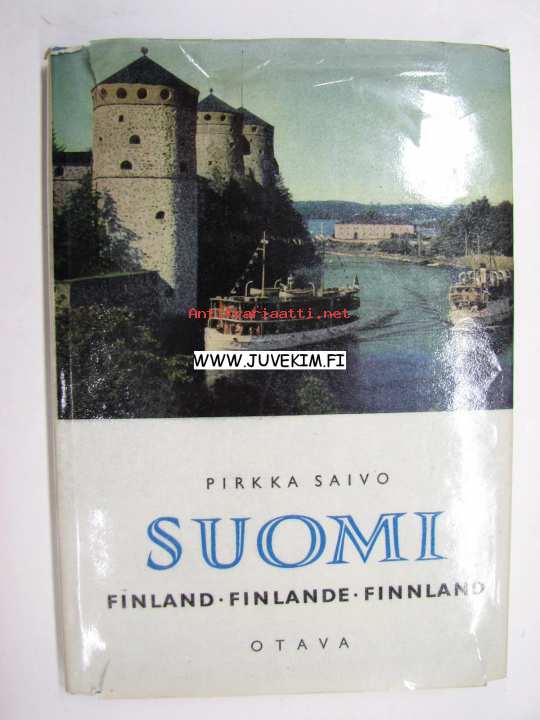 Antikvariaatti.net
WWW.JUVEKIM.FI
PIRKKA SAIVO
SUOMI
FINLAND · FINLANDE · FINNLAND
OTAVA